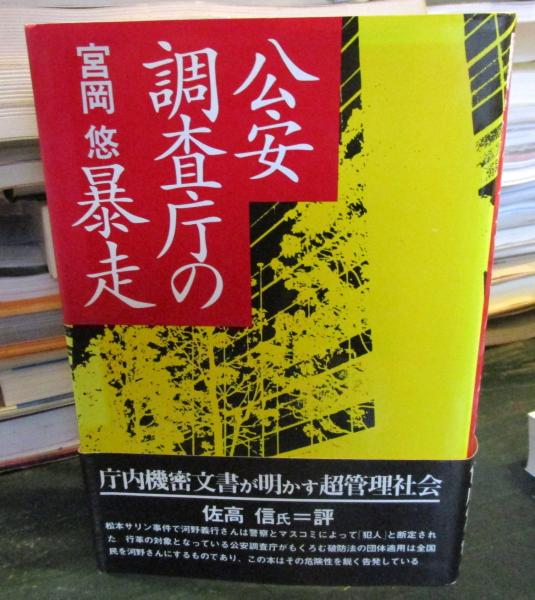 公安
調査庁の
暴走
宮岡 悠
庁内機密文書が明かす超管理社会
佐高 信氏＝評
松本サリン事件で河野義行さんは警察とマスコミによって「犯人」と断定され
た 行革の対象となっている公安調査庁がもくろむ破防法の団体適用は全国
民を河野さんにするものであり、この本はその危険性を鋭く告発している